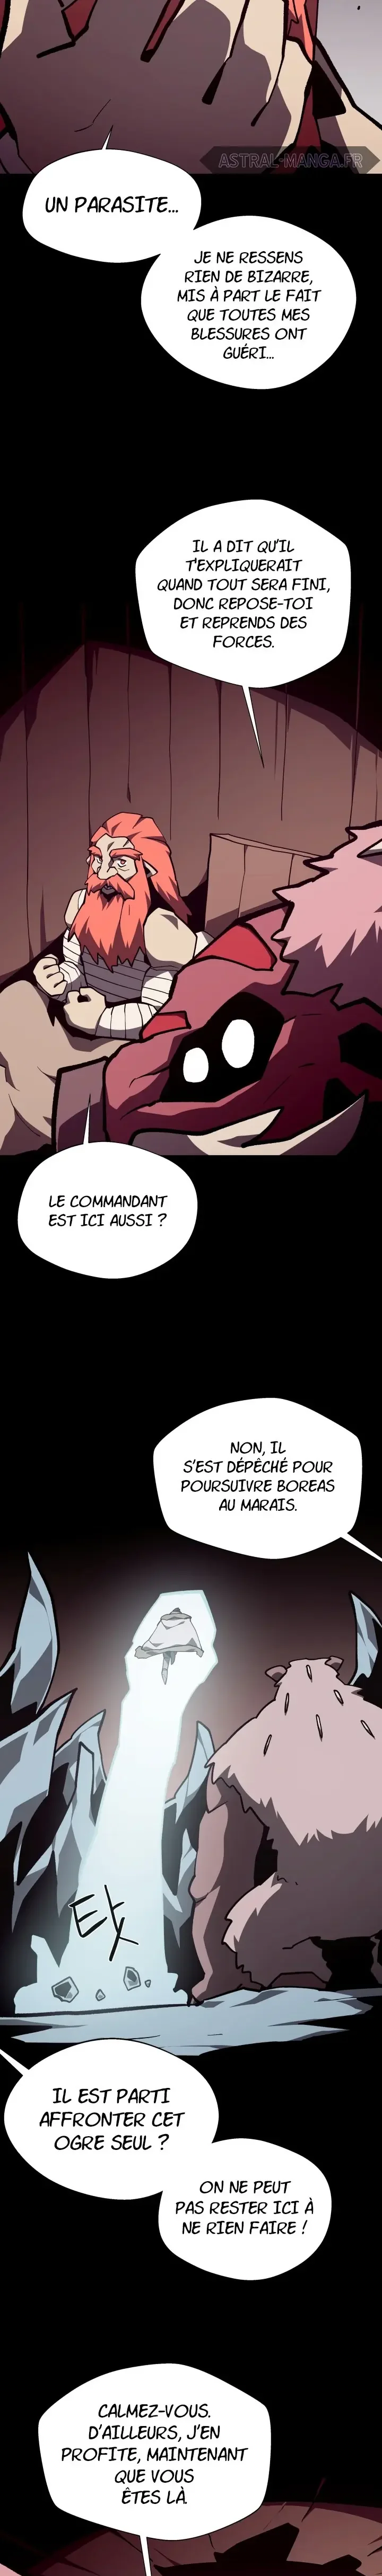 ASTRAL-MANGA.FR
UN PARASITE...
JE NE RESSENS
RIEN DE BIZARRE,
MIS À PART LE FAIT
QUE TOUTES MES
BLESSURES ONT
GUÉRI...
IL A DIT QU'IL
T'EXPLIQUERAIT
QUAND TOUT SERA FINI,
DONC REPOSE-TOI
ET REPRENDS DES
FORCES.
LE COMMANDANT
EST ICI AUSSI ?
NON, IL
S'EST DÉPÊCHÉ POUR
POURSUIVRE BOREAS
AU MARAIS.
타앗
IL EST PARTI
AFFRONTER CET
OGRE SEUL ?
ON NE PEUT
PAS RESTER ICI À
NE RIEN FAIRE !
CALMEZ-VOUS.
D'AILLEURS, J'EN
PROFITE, MAINTENANT
QUE VOUS
ÊTES LÀ.